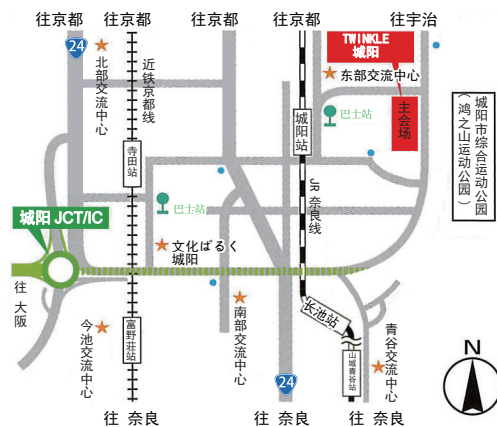 往京都
往京都
往京都
往京都
往宇治
24
北部交流中心
近铁京都线
TWINKLE
城阳
东部交流中心
主会场
巴士站
城阳站
城阳市综合运动公园
（鸿之山运动公园）
寺田站
JR 奈良线
巴士站
城阳 JCT/IC
文化ぱるく
城阳
往 大阪
今池交流中心
富野荘站
南部交流中心
长池站
山城青谷站
青谷交流中心
24
N
往 奈良
往 奈良
往 奈良